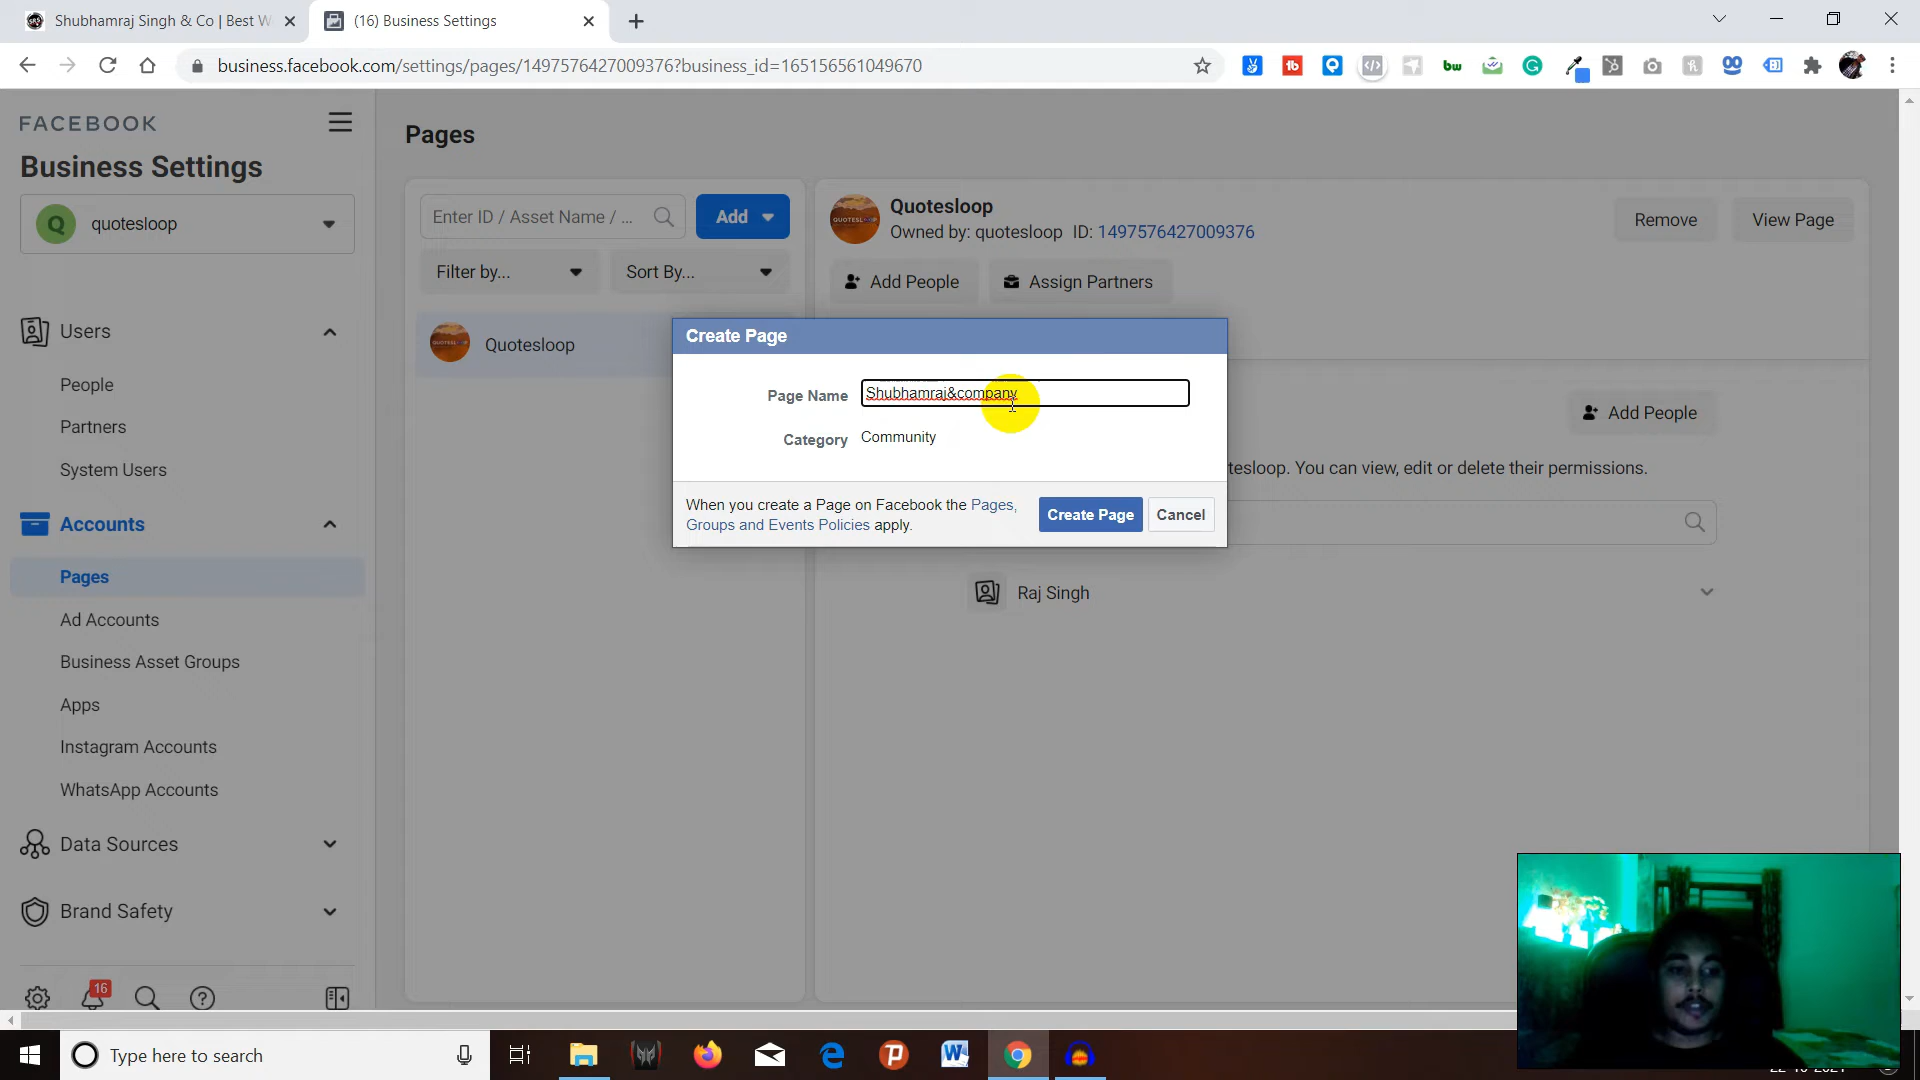 Shubhamraj Singh & Co | Best W
(16) Business Settings
business.facebook.com/settings/pages/1497576427009376?business_id=165156561049670
FACEBOOK
Business Settings
Q quotesloop
Users
People
Partners
System Users
Accounts
Pages
Ad Accounts
Business Asset Groups
Apps
Instagram Accounts
WhatsApp Accounts
Data Sources
Brand Safety
16
Pages
Enter ID / Asset Name / ...
Add
Filter by...
Sort By...
Quotesloop
Quotesloop
Owned by: quotesloop ID: 1497576427009376
Remove
View Page
Add People
Assign Partners
Add People
tesloop. You can view, edit or delete their permissions.
Raj Singh
Create Page
Page Name Shubhamraj&company
Category Community
When you create a Page on Facebook the Pages,
Groups and Events Policies apply.
Create Page
Cancel
Type here to search